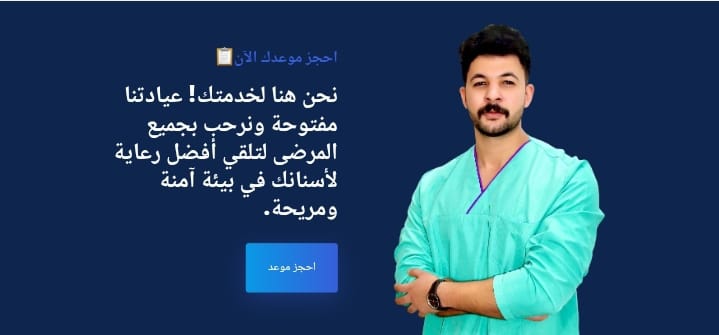 احجز موعدك الآن📋
نحن هنا لخدمتك! عيادتنا
مفتوحة ونرحب بجميع
المرضى لتلقي أفضل رعاية
لأسنانك في بيئة آمنة
ومريحة.
احجز موعد